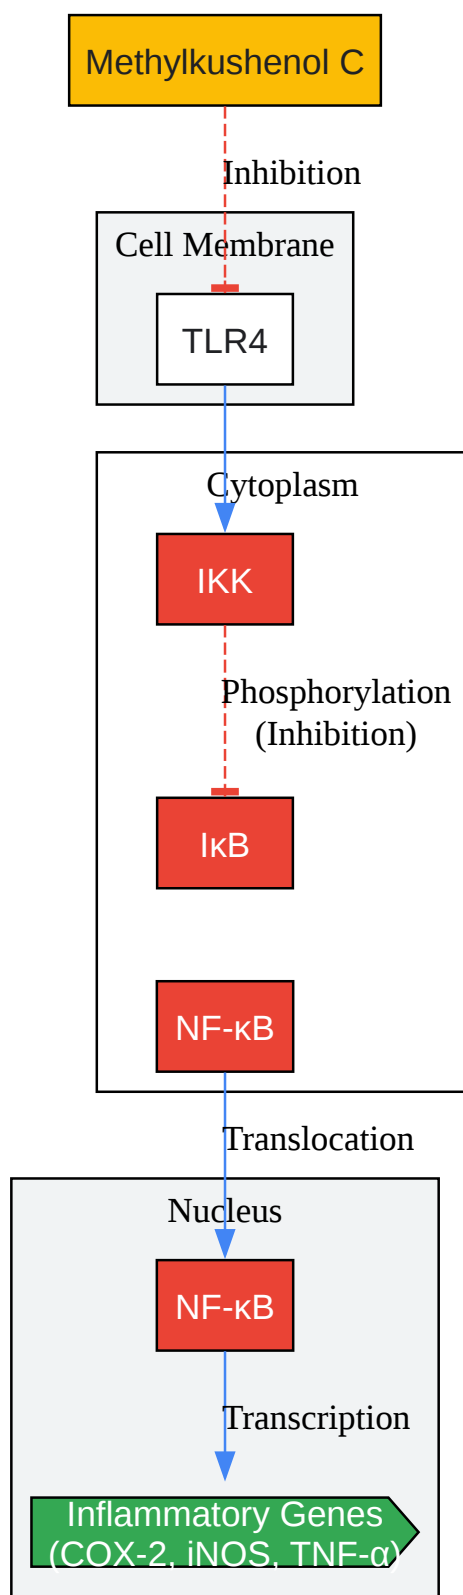 Methylkushenol C
Inhibition
Cell Membrane
TLR4
Cytoplasm
IKK
Phosphorylation
(Inhibition)
IκB
NF-κB
Translocation
Nucleus
NF-κB
Transcription
Inflammatory Genes
(COX-2, iNOS, TNF-α)